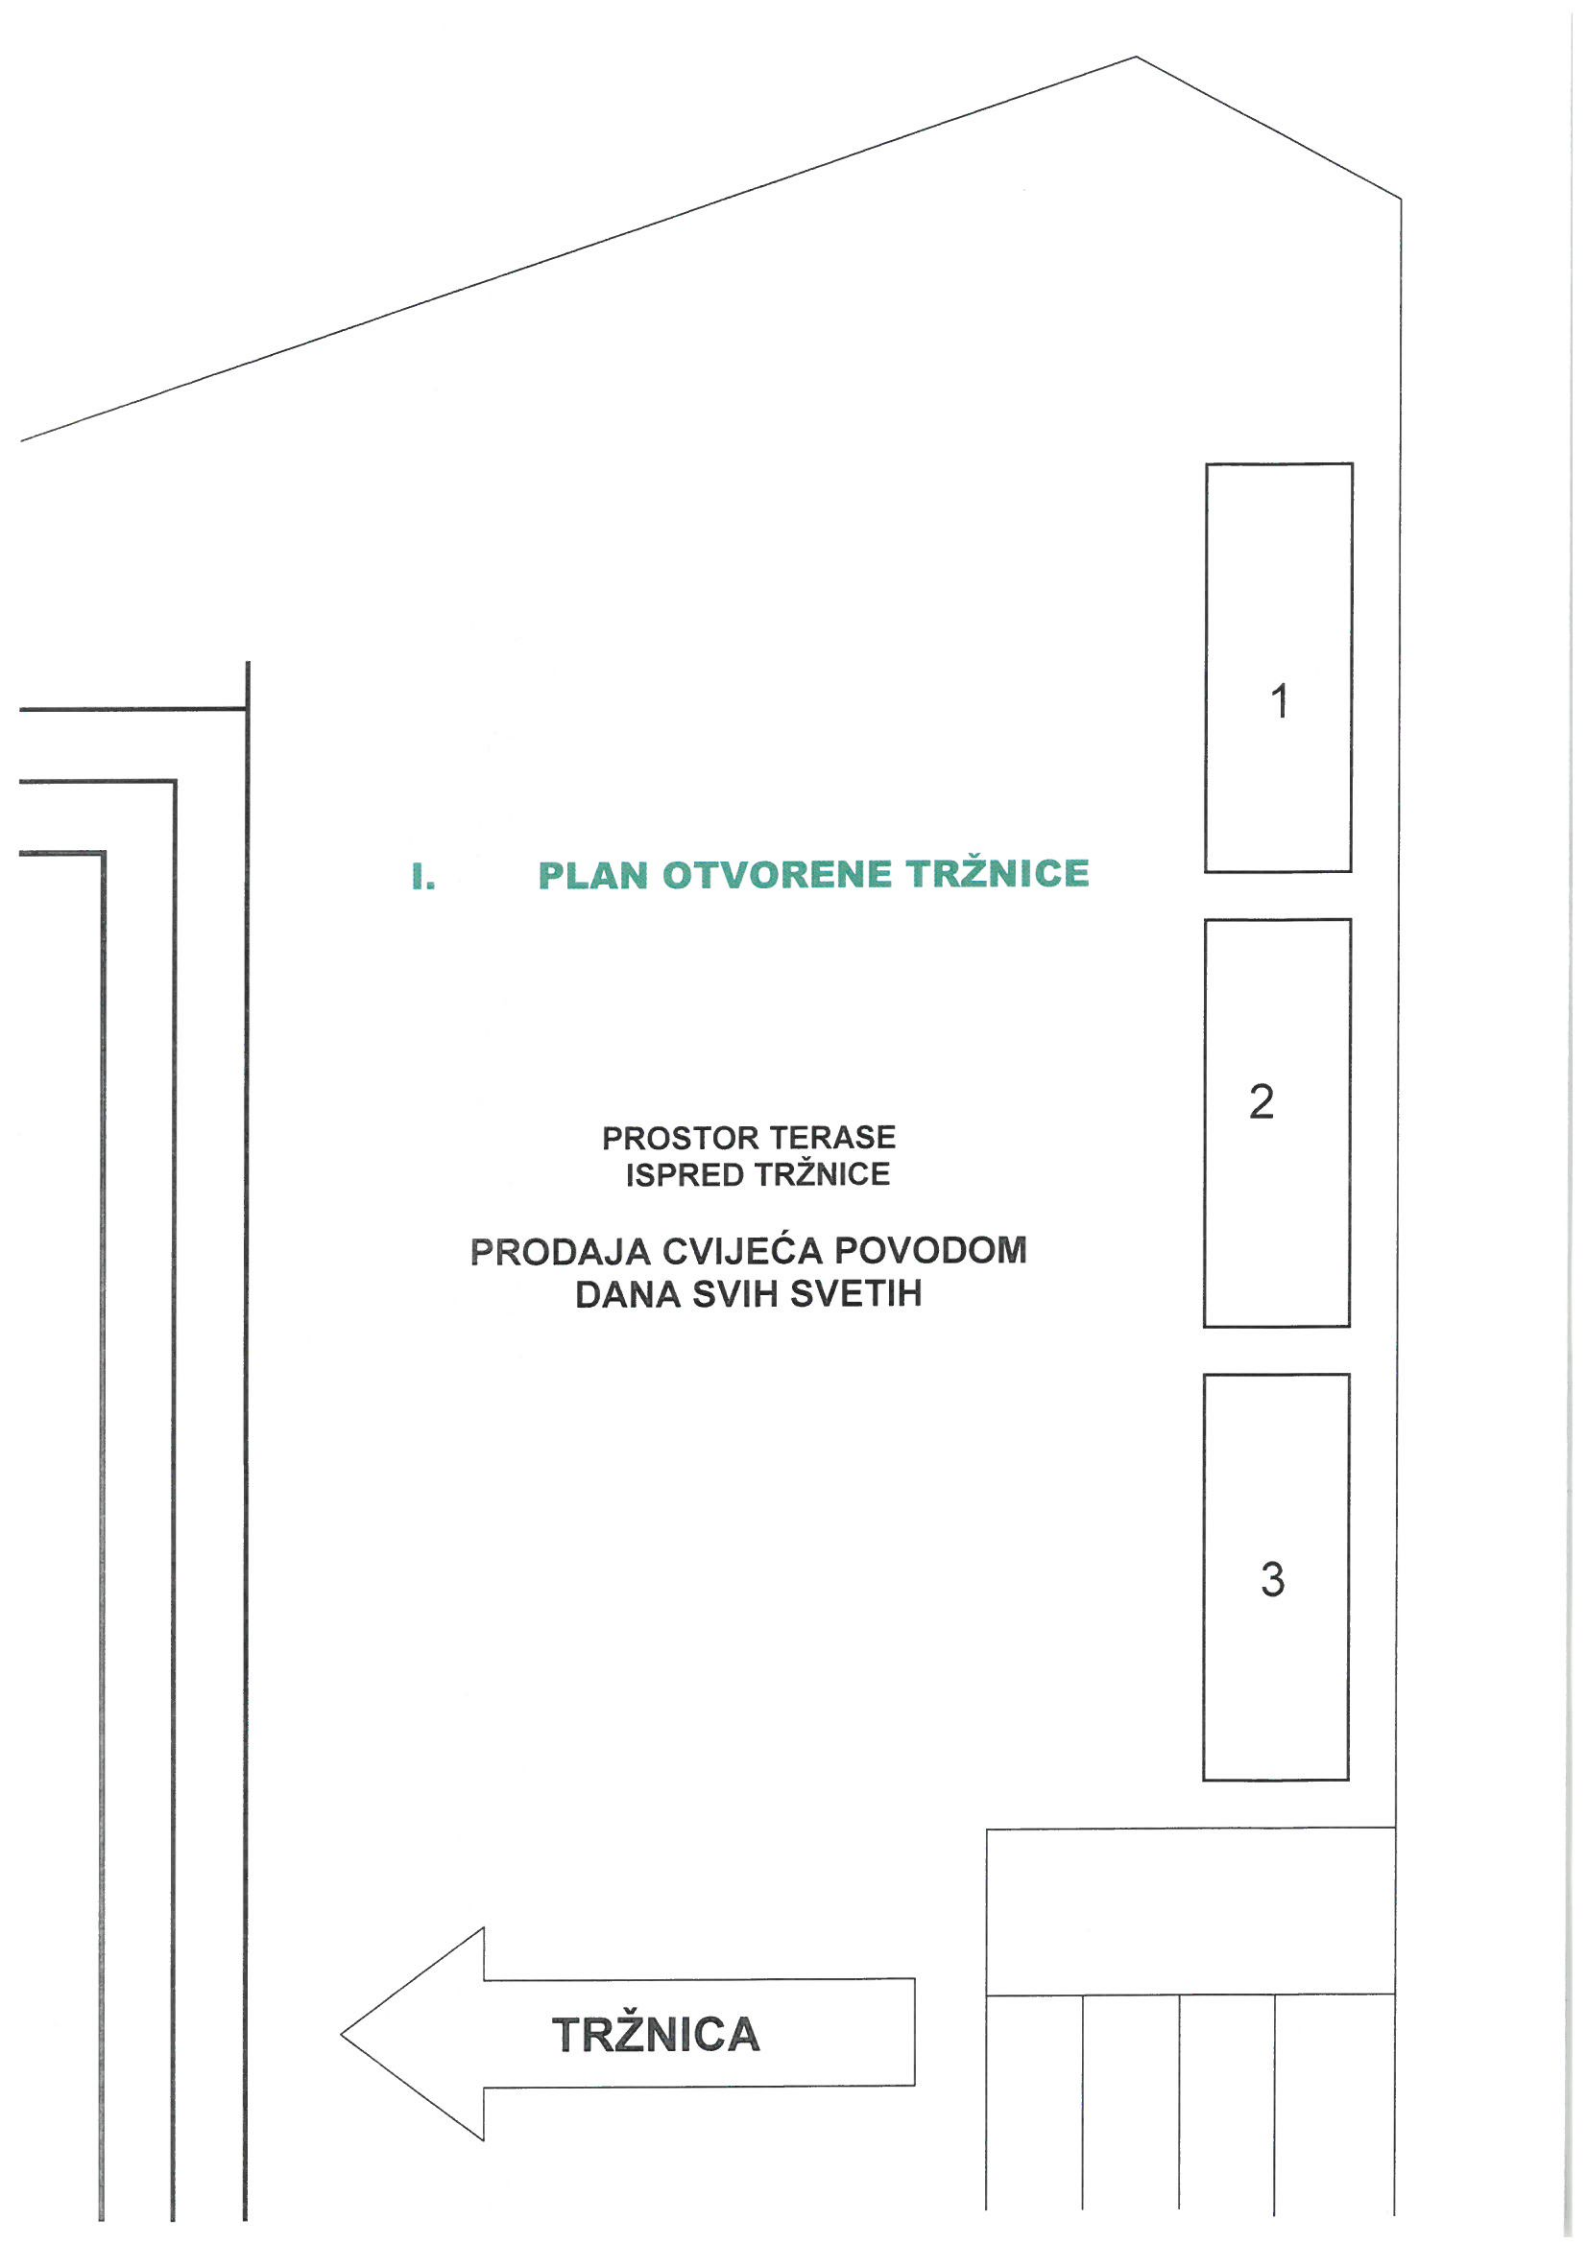 1
I. PLAN OTVORENE TRŽNICE
2
PROSTOR TERASE
ISPRED TRŽNICE
PRODAJA CVIJEĆA POVODOM
DANA SVIH SVETIH
3
TRŽNICA